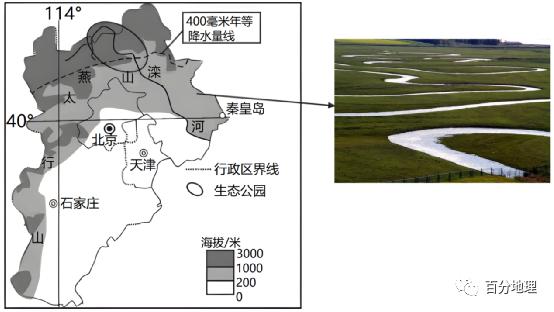 114°
400毫米年等
降水量线
燕
山
滦
太
40°
秦皇岛
北京
河
行
天津
行政区界线
生态公园
石家庄
山
海拔/米
3000
1000
200
0
百分地理